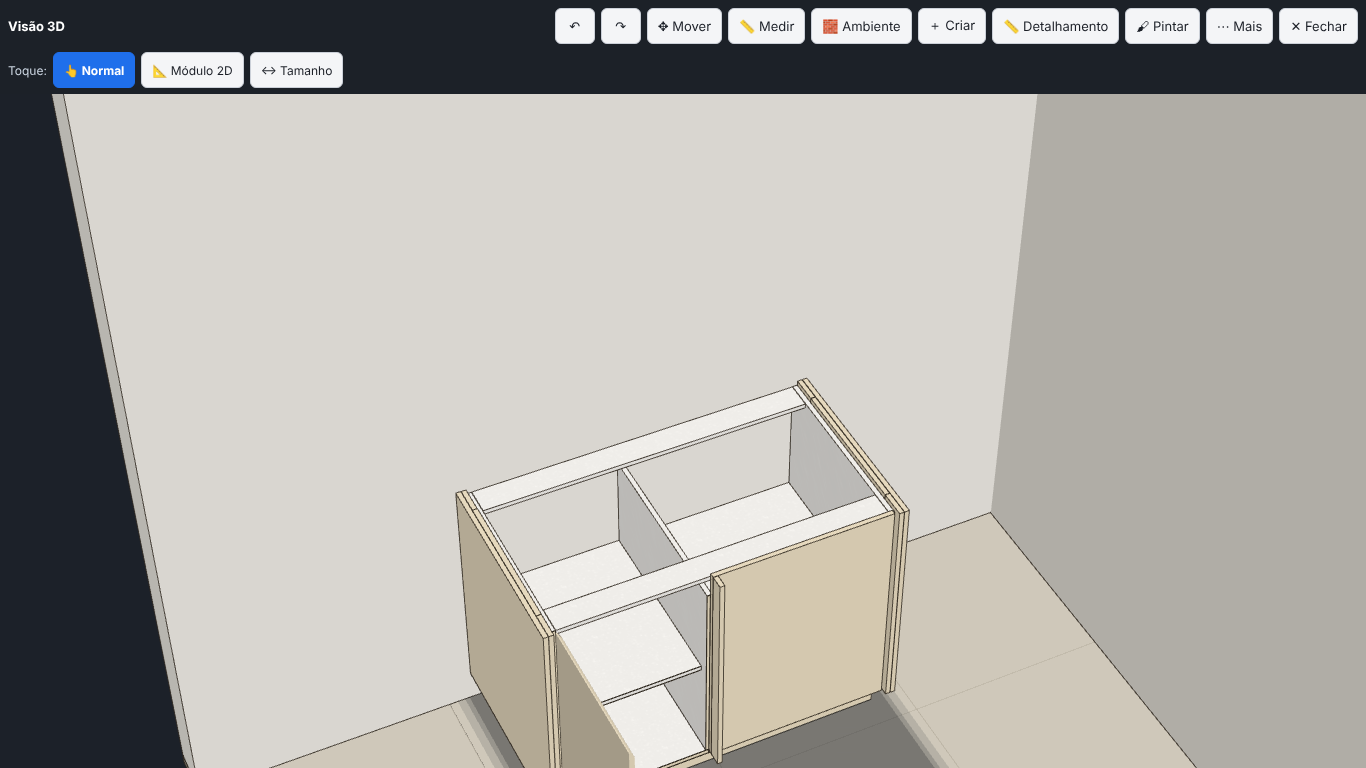 Visão 3D
↶ ↷ ✥ Mover 📏 Medir 🧱 Ambiente + Criar 📏 Detalhamento 🖌 Pintar ⋯ Mais ✕ Fechar
Toque: 👆 Normal 📐 Módulo 2D ↔ Tamanho